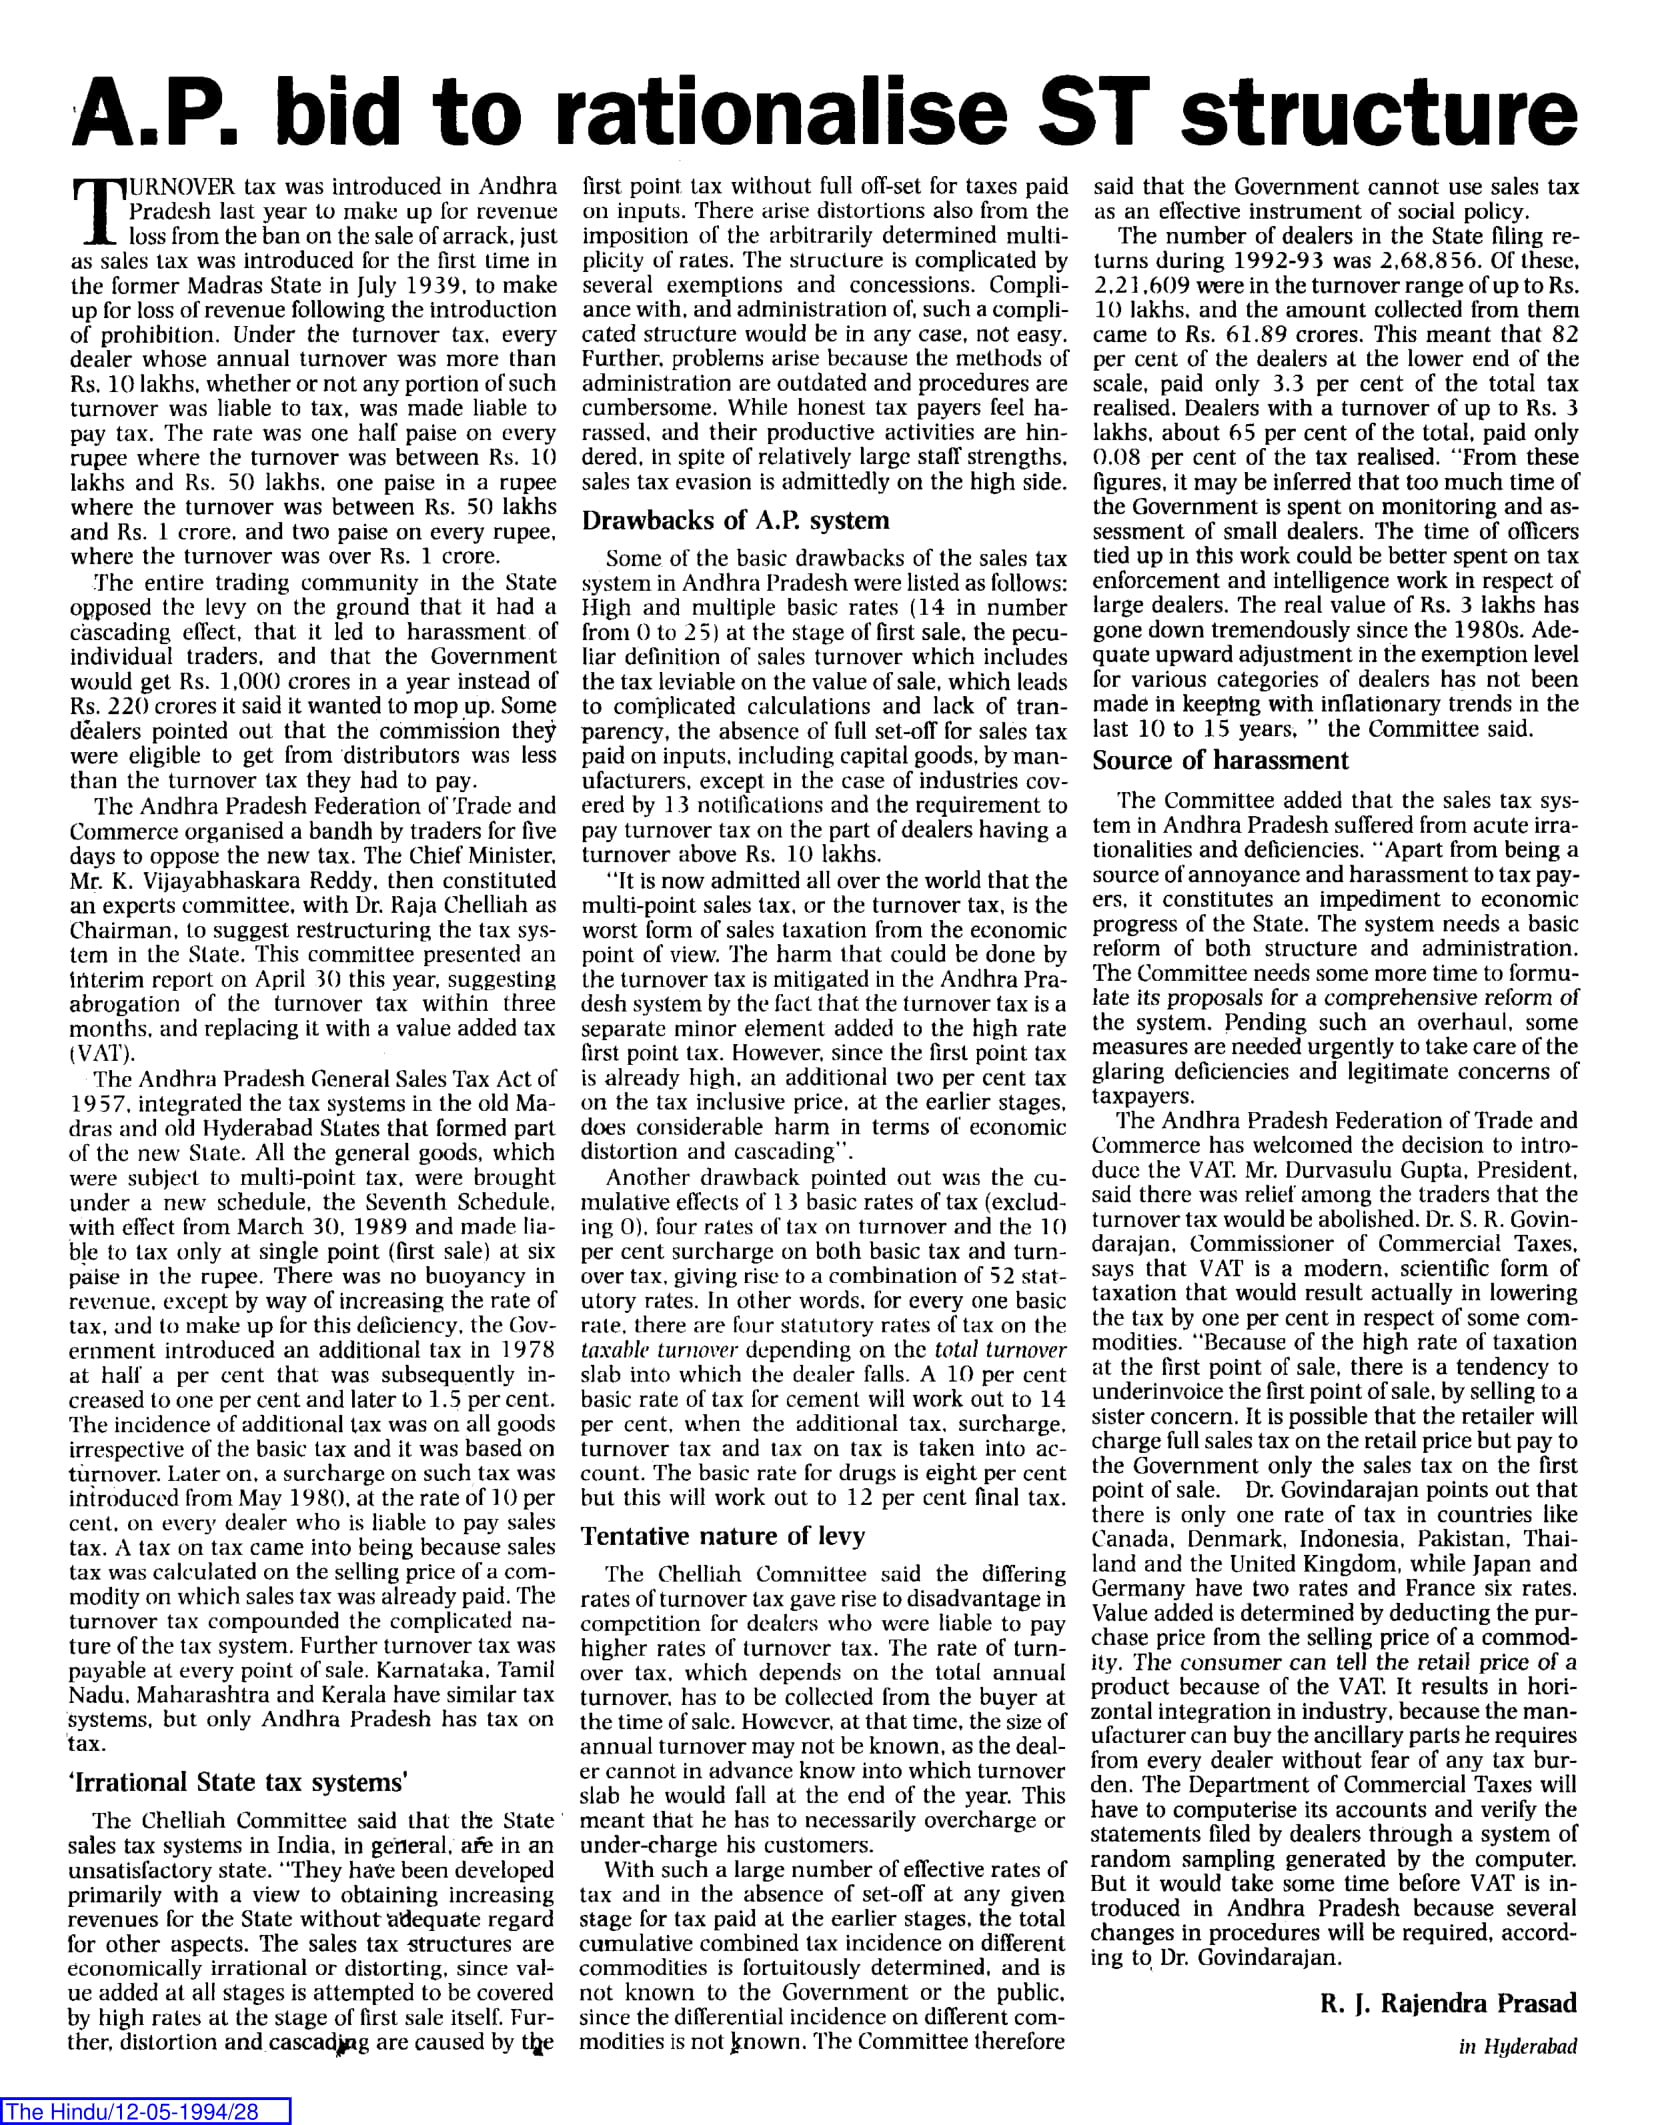 A.P. bid to rationalise ST structure
TURNOVER tax was introduced in Andhra
Pradesh last year to make up for revenue
loss from the ban on the sale of arrack, just
as sales tax was introduced for the first time in
the former Madras State in July 1939, to make
up for loss of revenue following the introduction
of prohibition. Under the turnover tax, every
dealer whose annual turnover was more than
Rs. 10 lakhs, whether or not any portion of such
turnover was liable to tax, was made liable to
pay tax. The rate was one half paise on every
rupee where the turnover was between Rs. 10
lakhs and Rs. 50 lakhs, one paise in a rupee
where the turnover was between Rs. 50 lakhs
and Rs. 1 crore, and two paise on every rupee,
where the turnover was over Rs. 1 crore.
The entire trading community in the State
opposed the levy on the ground that it had a
cascading effect, that it led to harassment of
individual traders, and that the Government
would get Rs. 1,000 crores in a year instead of
Rs. 220 crores it said it wanted to mop up. Some
dealers pointed out that the commission they
were eligible to get from distributors was less
than the turnover tax they had to pay.
The Andhra Pradesh Federation of Trade and
Commerce organised a bandh by traders for five
days to oppose the new tax. The Chief Minister,
Mr. K. Vijayabhaskara Reddy, then constituted
an experts committee, with Dr. Raja Chelliah as
Chairman, to suggest restructuring the tax sys-
tem in the State. This committee presented an
interim report on April 30 this year, suggesting
abrogation of the turnover tax within three
months, and replacing it with a value added tax
(VAT).
The Andhra Pradesh General Sales Tax Act of
1957, integrated the tax systems in the old Ma-
dras and old Hyderabad States that formed part
of the new State. All the general goods, which
were subject to multi-point tax, were brought
under a new schedule, the Seventh Schedule,
with effect from March 30, 1989 and made lia-
ble to tax only at single point (first sale) at six
paise in the rupee. There was no buoyancy in
revenue, except by way of increasing the rate of
tax, and to make up for this deficiency, the Gov-
ernment introduced an additional tax in 1978
at half a per cent that was subsequently in-
creased to one per cent and later to 1.5 per cent.
The incidence of additional tax was on all goods
irrespective of the basic tax and it was based on
turnover. Later on, a surcharge on such tax was
introduced from May 1980, at the rate of 10 per
cent, on every dealer who is liable to pay sales
tax. A tax on tax came into being because sales
tax was calculated on the selling price of a com-
modity on which sales tax was already paid. The
turnover tax compounded the complicated na-
ture of the tax system. Further turnover tax was
payable at every point of sale. Karnataka, Tamil
Nadu, Maharashtra and Kerala have similar tax
systems, but only Andhra Pradesh has tax on
tax.
‘Irrational State tax systems’
The Chelliah Committee said that the State
sales tax systems in India, in general, are in an
unsatisfactory state. “They have been developed
primarily with a view to obtaining increasing
revenues for the State without adequate regard
for other aspects. The sales tax structures are
economically irrational or distorting, since val-
ue added at all stages is attempted to be covered
by high rates at the stage of first sale itself. Fur-
ther, distortion and cascading are caused by the
first point tax without full off-set for taxes paid
on inputs. There arise distortions also from the
imposition of the arbitrarily determined multi-
plicity of rates. The structure is complicated by
several exemptions and concessions. Compli-
ance with, and administration of, such a compli-
cated structure would be in any case, not easy.
Further, problems arise because the methods of
administration are outdated and procedures are
cumbersome. While honest tax payers feel ha-
rassed, and their productive activities are hin-
dered, in spite of relatively large staff strengths,
sales tax evasion is admittedly on the high side.
Drawbacks of A.P. system
Some of the basic drawbacks of the sales tax
system in Andhra Pradesh were listed as follows:
High and multiple basic rates (14 in number
from 0 to 25) at the stage of first sale, the pecu-
liar definition of sales turnover which includes
the tax leviable on the value of sale, which leads
to complicated calculations and lack of tran-
parency, the absence of full set-off for sales tax
paid on inputs, including capital goods, by man-
ufacturers, except in the case of industries cov-
ered by 13 notifications and the requirement to
pay turnover tax on the part of dealers having a
turnover above Rs. 10 lakhs.
“It is now admitted all over the world that the
multi-point sales tax, or the turnover tax, is the
worst form of sales taxation from the economic
point of view. The harm that could be done by
the turnover tax is mitigated in the Andhra Pra-
desh system by the fact that the turnover tax is a
separate minor element added to the high rate
first point tax. However, since the first point tax
is already high, an additional two per cent tax
on the tax inclusive price, at the earlier stages,
does considerable harm in terms of economic
distortion and cascading”.
Another drawback pointed out was the cu-
mulative effects of 13 basic rates of tax (exclud-
ing 0), four rates of tax on turnover and the 10
per cent surcharge on both basic tax and turn-
over tax, giving rise to a combination of 52 stat-
utory rates. In other words, for every one basic
rate, there are four statutory rates of tax on the
taxable turnover depending on the total turnover
slab into which the dealer falls. A 10 per cent
basic rate of tax for cement will work out to 14
per cent, when the additional tax, surcharge,
turnover tax and tax on tax is taken into ac-
count. The basic rate for drugs is eight per cent
but this will work out to 12 per cent final tax.
Tentative nature of levy
The Chelliah Committee said the differing
rates of turnover tax gave rise to disadvantage in
competition for dealers who were liable to pay
higher rates of turnover tax. The rate of turn-
over tax, which depends on the total annual
turnover, has to be collected from the buyer at
the time of sale. However, at that time, the size of
annual turnover may not be known, as the deal-
er cannot in advance know into which turnover
slab he would fall at the end of the year. This
meant that he has to necessarily overcharge or
under-charge his customers.
With such a large number of effective rates of
tax and in the absence of set-off at any given
stage for tax paid at the earlier stages, the total
cumulative combined tax incidence on different
commodities is fortuitously determined, and is
not known to the Government or the public,
since the differential incidence on different com-
modities is not known. The Committee therefore
said that the Government cannot use sales tax
as an effective instrument of social policy.
The number of dealers in the State filing re-
turns during 1992-93 was 2,68,856. Of these,
2,21,609 were in the turnover range of up to Rs.
10 lakhs, and the amount collected from them
came to Rs. 61.89 crores. This meant that 82
per cent of the dealers at the lower end of the
scale, paid only 3.3 per cent of the total tax
realised. Dealers with a turnover of up to Rs. 3
lakhs, about 65 per cent of the total, paid only
0.08 per cent of the tax realised. “From these
figures, it may be inferred that too much time of
the Government is spent on monitoring and as-
sessment of small dealers. The time of officers
tied up in this work could be better spent on tax
enforcement and intelligence work in respect of
large dealers. The real value of Rs. 3 lakhs has
gone down tremendously since the 1980s. Ade-
quate upward adjustment in the exemption level
for various categories of dealers has not been
made in keeping with inflationary trends in the
last 10 to 15 years, ” the Committee said.
Source of harassment
The Committee added that the sales tax sys-
tem in Andhra Pradesh suffered from acute irra-
tionalities and deficiencies. “Apart from being a
source of annoyance and harassment to tax pay-
ers, it constitutes an impediment to economic
progress of the State. The system needs a basic
reform of both structure and administration.
The Committee needs some more time to formu-
late its proposals for a comprehensive reform of
the system. Pending such an overhaul, some
measures are needed urgently to take care of the
glaring deficiencies and legitimate concerns of
taxpayers.
The Andhra Pradesh Federation of Trade and
Commerce has welcomed the decision to intro-
duce the VAT. Mr. Durvasulu Gupta, President,
said there was relief among the traders that the
turnover tax would be abolished. Dr. S. R. Govin-
darajan, Commissioner of Commercial Taxes,
says that VAT is a modern, scientific form of
taxation that would result actually in lowering
the tax by one per cent in respect of some com-
modities. “Because of the high rate of taxation
at the first point of sale, there is a tendency to
underinvoice the first point of sale, by selling to a
sister concern. It is possible that the retailer will
charge full sales tax on the retail price but pay to
the Government only the sales tax on the first
point of sale. Dr. Govindarajan points out that
there is only one rate of tax in countries like
Canada, Denmark, Indonesia, Pakistan, Thai-
land and the United Kingdom, while Japan and
Germany have two rates and France six rates.
Value added is determined by deducting the pur-
chase price from the selling price of a commod-
ity. The consumer can tell the retail price of a
product because of the VAT. It results in hori-
zontal integration in industry, because the man-
ufacturer can buy the ancillary parts he requires
from every dealer without fear of any tax bur-
den. The Department of Commercial Taxes will
have to computerise its accounts and verify the
statements filed by dealers through a system of
random sampling generated by the computer.
But it would take some time before VAT is in-
troduced in Andhra Pradesh because several
changes in procedures will be required, accord-
ing to Dr. Govindarajan.
R. J. Rajendra Prasad
in Hyderabad
The Hindu/12-05-1994/28